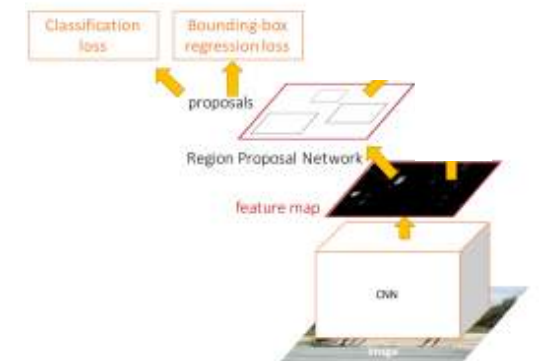 Classification
loss
Bounding-box
regression loss
proposals
Region Proposal Network
feature map
CNN
image